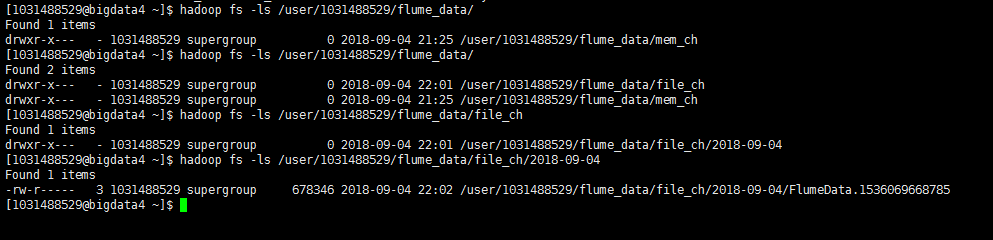 [1031488529@bigdata4 ~]$ hadoop fs -ls /user/1031488529/flume_data/
Found 1 items
drwxr-x---   - 1031488529 supergroup          0 2018-09-04 21:25 /user/1031488529/flume_data/mem_ch
[1031488529@bigdata4 ~]$ hadoop fs -ls /user/1031488529/flume_data/
Found 2 items
drwxr-x---   - 1031488529 supergroup          0 2018-09-04 22:01 /user/1031488529/flume_data/file_ch
drwxr-x---   - 1031488529 supergroup          0 2018-09-04 21:25 /user/1031488529/flume_data/mem_ch
[1031488529@bigdata4 ~]$ hadoop fs -ls /user/1031488529/flume_data/file_ch
Found 1 items
drwxr-x---   - 1031488529 supergroup          0 2018-09-04 22:01 /user/1031488529/flume_data/file_ch/2018-09-04
[1031488529@bigdata4 ~]$ hadoop fs -ls /user/1031488529/flume_data/file_ch/2018-09-04
Found 1 items
-rw-r-----   3 1031488529 supergroup     678346 2018-09-04 22:02 /user/1031488529/flume_data/file_ch/2018-09-04/FlumeData.1536069668785
[1031488529@bigdata4 ~]$